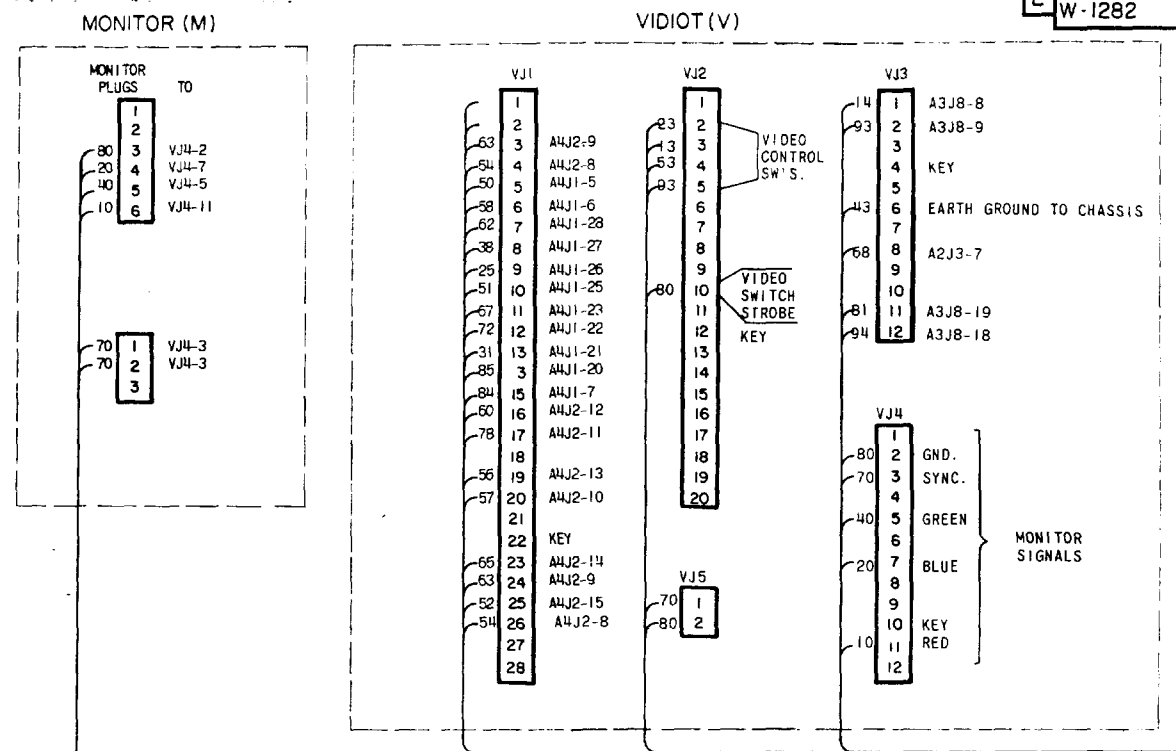 MONITOR (M)
VIDIOT (V)
W-1282
MONITOR
PLUGS TO
1
2
80 3 VJ4-2
20 4 VJ4-7
40 5 VJ4-5
10 6 VJ4-11
70 1 VJ4-3
70 2 VJ4-3
3
VJ1
1
2
63 3 A4J2-9
54 4 A4J2-8
50 5 A4J1-5
58 6 A4J1-6
62 7 A4J1-28
38 8 A4J1-27
25 9 A4J1-26
51 10 A4J1-25
67 11 A4J1-23
72 12 A4J1-22
31 13 A4J1-21
85 3 A4J1-20
84 15 A4J1-7
60 16 A4J2-12
78 17 A4J2-11
18
56 19 A4J2-13
57 20 A4J2-10
21
22 KEY
65 23 A4J2-14
63 24 A4J2-9
52 25 A4J2-15
54 26 A4J2-8
27
28
VJ2
1
23 2
13 3
53 4
93 5
6
7
8
9
80 10
11
12 KEY
13
14
15
16
17
18
19
20
VIDEO
CONTROL
SW'S.
VIDEO
SWITCH
STROBE
VJ5
70 1
80 2
VJ3
14 1 A3J8-8
93 2 A3J8-9
3
4 KEY
5
43 6 EARTH GROUND TO CHASSIS
7
68 8 A2J3-7
9
10
81 11 A3J8-19
94 12 A3J8-18
VJ4
1
80 2 GND.
70 3 SYNC.
4
40 5 GREEN
6
20 7 BLUE
8
9
10 KEY
10 11 RED
12
MONITOR
SIGNALS